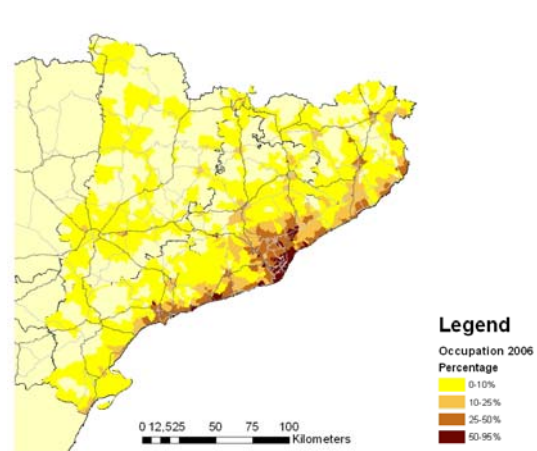 Legend
Occupation 2006
Percentage
0-10%
10-25%
25-50%
50-95%
0 12,525 50 75 100
Kilometers